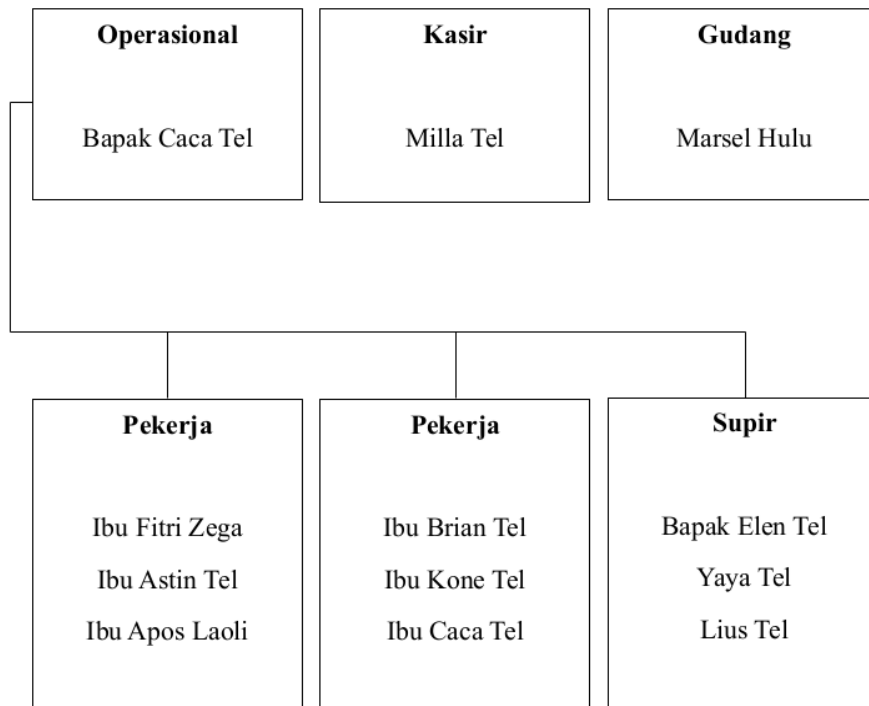 Operasional
Bapak Caca Tel
Kasir
Milla Tel
Gudang
Marsel Hulu
Pekerja
Ibu Fitri Zega
Ibu Astin Tel
Ibu Apos Laoli
Pekerja
Ibu Brian Tel
Ibu Kone Tel
Ibu Caca Tel
Supir
Bapak Elen Tel
Yaya Tel
Lius Tel